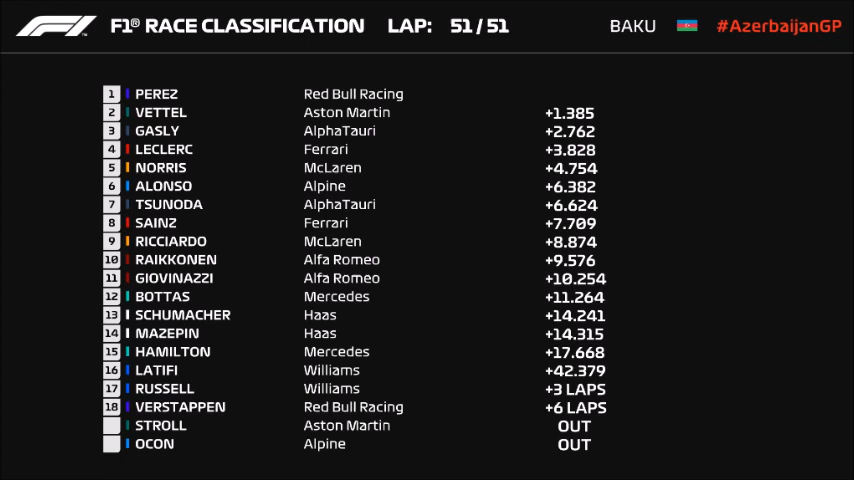 F1® RACE CLASSIFICATION LAP: 51/51 BAKU #AzerbaijanGP
1 PEREZ Red Bull Racing
2 VETTEL Aston Martin +1.385
3 GASLY AlphaTauri +2.762
4 LECLERC Ferrari +3.828
5 NORRIS McLaren +4.754
6 ALONSO Alpine +6.382
7 TSUNODA AlphaTauri +6.624
8 SAINZ Ferrari +7.709
9 RICCIARDO McLaren +8.874
10 RAIKKONEN Alfa Romeo +9.576
11 GIOVINAZZI Alfa Romeo +10.254
12 BOTTAS Mercedes +11.264
13 SCHUMACHER Haas +14.241
14 MAZEPIN Haas +14.315
15 HAMILTON Mercedes +17.668
16 LATIFI Williams +42.379
17 RUSSELL Williams +3 LAPS
18 VERSTAPPEN Red Bull Racing +6 LAPS
STROLL Aston Martin OUT
OCON Alpine OUT